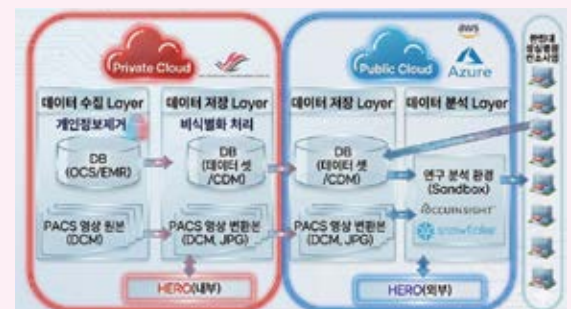 Private Cloud
데이터 수집 Layer
개인정보제거
DB
(OCS/EMR)
PACS 영상 원본
(DCM)
데이터 저장 Layer
비식별화 처리
DB
(데이터 셋
/CDM)
PACS 영상 변환본
(DCM, JPG)
HERO(내부)
aws
Public Cloud
Azure
데이터 저장 Layer
DB
(데이터 셋
/CDM)
PACS 영상 변환본
(DCM, JPG)
데이터 분석 Layer
연구 분석 환경
(Sandbox)
ACCUINSIGHT
snowflake
HERO(외부)